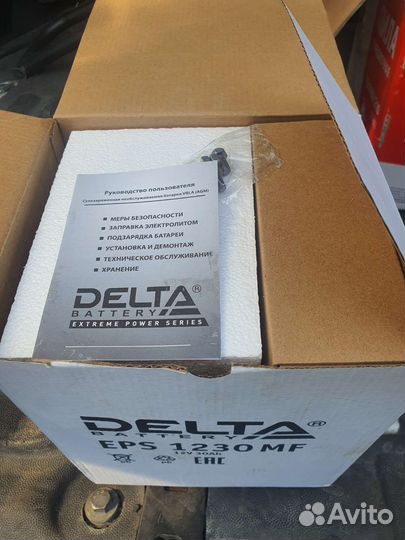 Руководство пользователя
Сухозаряженная необслуживаемая батарея VRLA (AGM)
■ МЕРЫ БЕЗОПАСНОСТИ
■ ЗАПРАВКА ЭЛЕКТРОЛИТОМ
■ ПОДЗАРЯДКА БАТАРЕИ
■ УСТАНОВКА И ДЕМОНТАЖ
■ ТЕХНИЧЕСКОЕ ОБСЛУЖИВАНИЕ
■ ХРАНЕНИЕ
DELTA®
BATTERY
EXTREME POWER SERIES
DELTA®
BATTERY
EPS 1230 MF
12V 30Ah
EAC
Avito